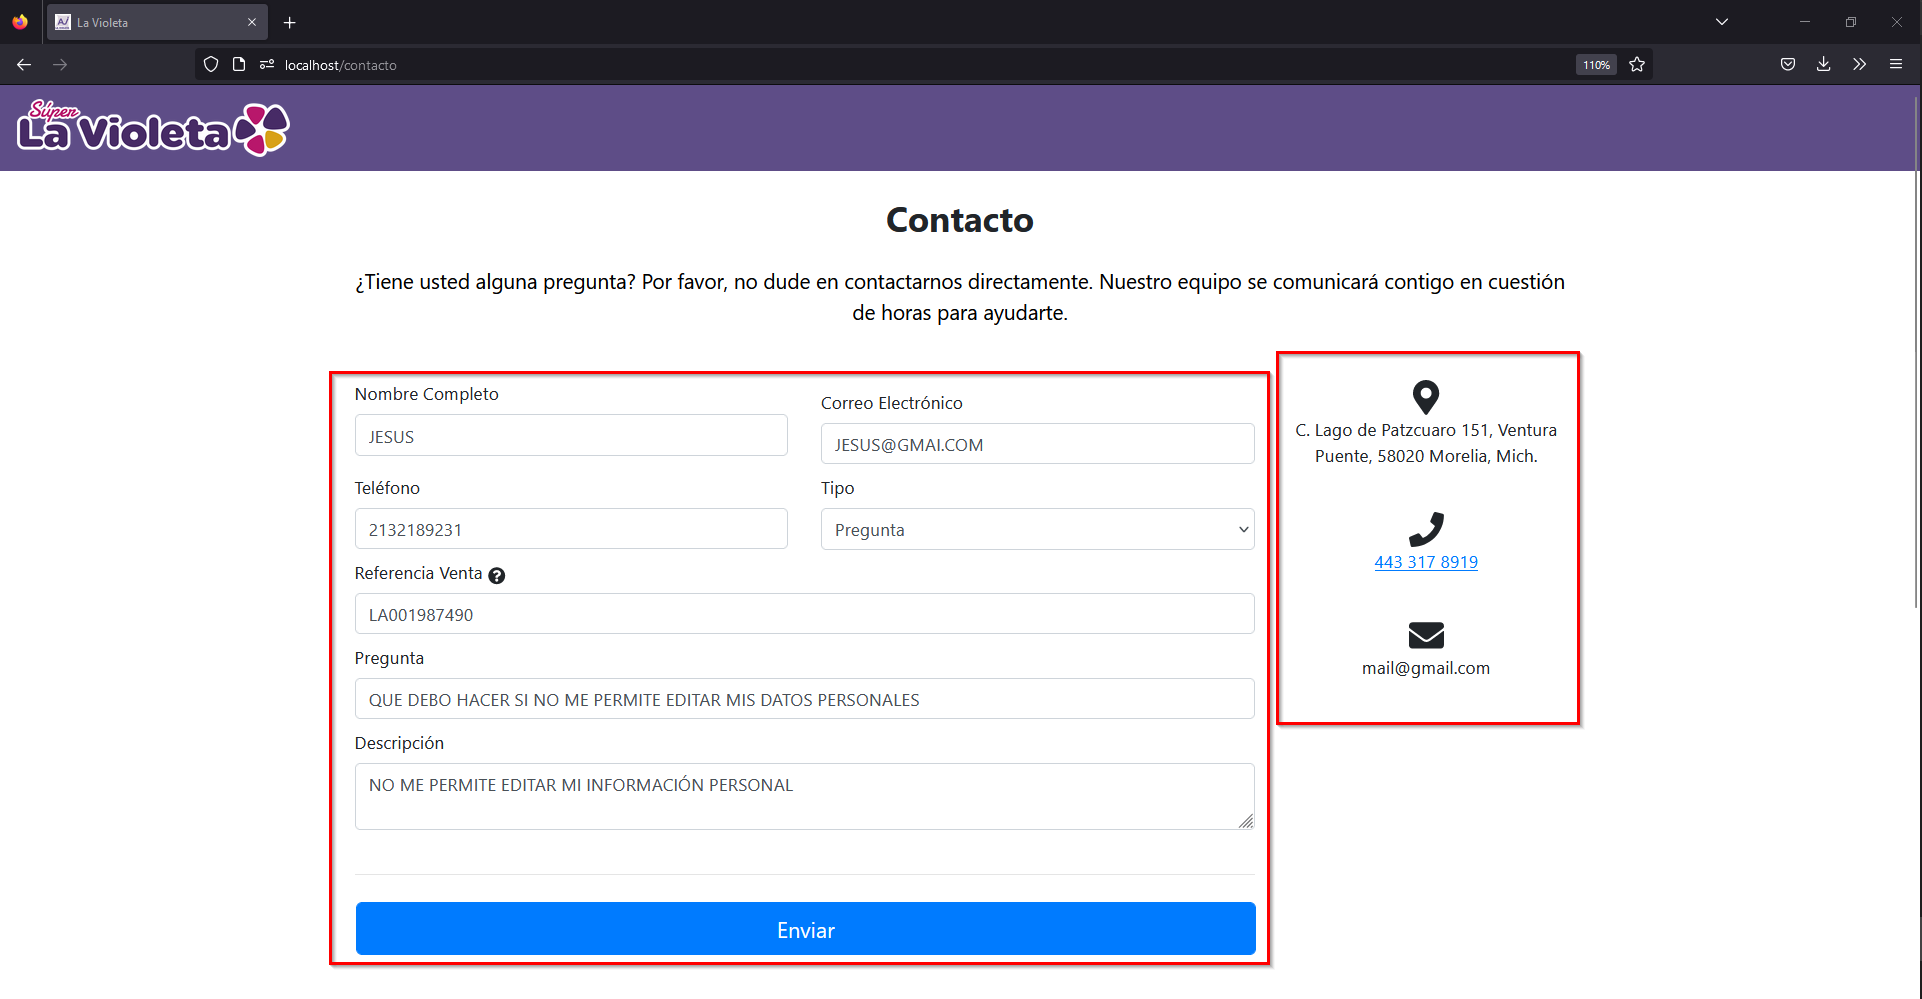 La Violeta
localhost/contacto
110%
Súper
La Violeta
Contacto
¿Tiene usted alguna pregunta? Por favor, no dude en contactarnos directamente. Nuestro equipo se comunicará contigo en cuestión
de horas para ayudarte.
Nombre Completo
JESUS
Correo Electrónico
JESUS@GMAI.COM
Teléfono
2132189231
Tipo
Pregunta
Referencia Venta
LA001987490
Pregunta
QUE DEBO HACER SI NO ME PERMITE EDITAR MIS DATOS PERSONALES
Descripción
NO ME PERMITE EDITAR MI INFORMACIÓN PERSONAL
Enviar
C. Lago de Patzcuaro 151, Ventura
Puente, 58020 Morelia, Mich.
443 317 8919
mail@gmail.com